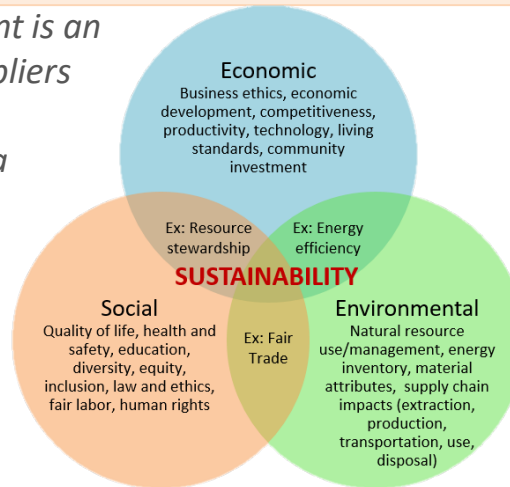 nt is an
pliers
a
Economic
Business ethics, economic
development, competitiveness,
productivity, technology, living
standards, community
investment
Ex: Resource
stewardship
Ex: Energy
efficiency
SUSTAINABILITY
Social
Quality of life, health and
safety, education,
diversity, equity,
inclusion, law and ethics,
fair labor, human rights
Ex: Fair
Trade
Environmental
Natural resource
use/management, energy
inventory, material
attributes, supply chain
impacts (extraction,
production,
transportation, use,
disposal)